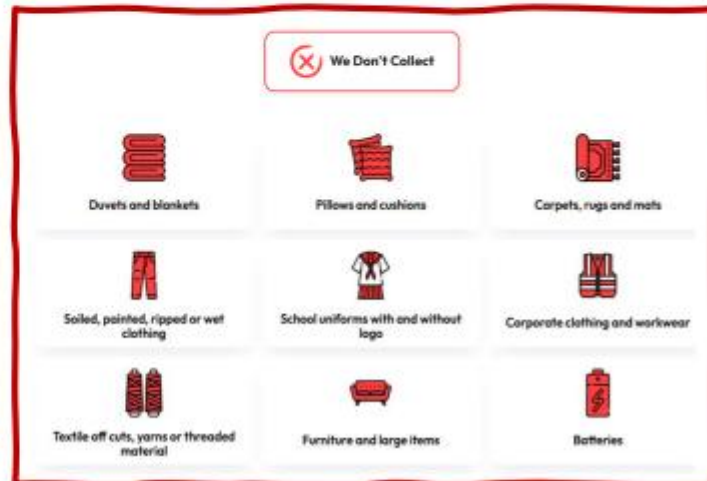 We Don't Collect
Duvets and blankets
Pillows and cushions
Carpets, rugs and mats
Soiled, painted, ripped or wet
clothing
School uniforms with and without
logo
Corporate clothing and workwear
Textile off cuts, yarns or threaded
material
Furniture and large items
Batteries